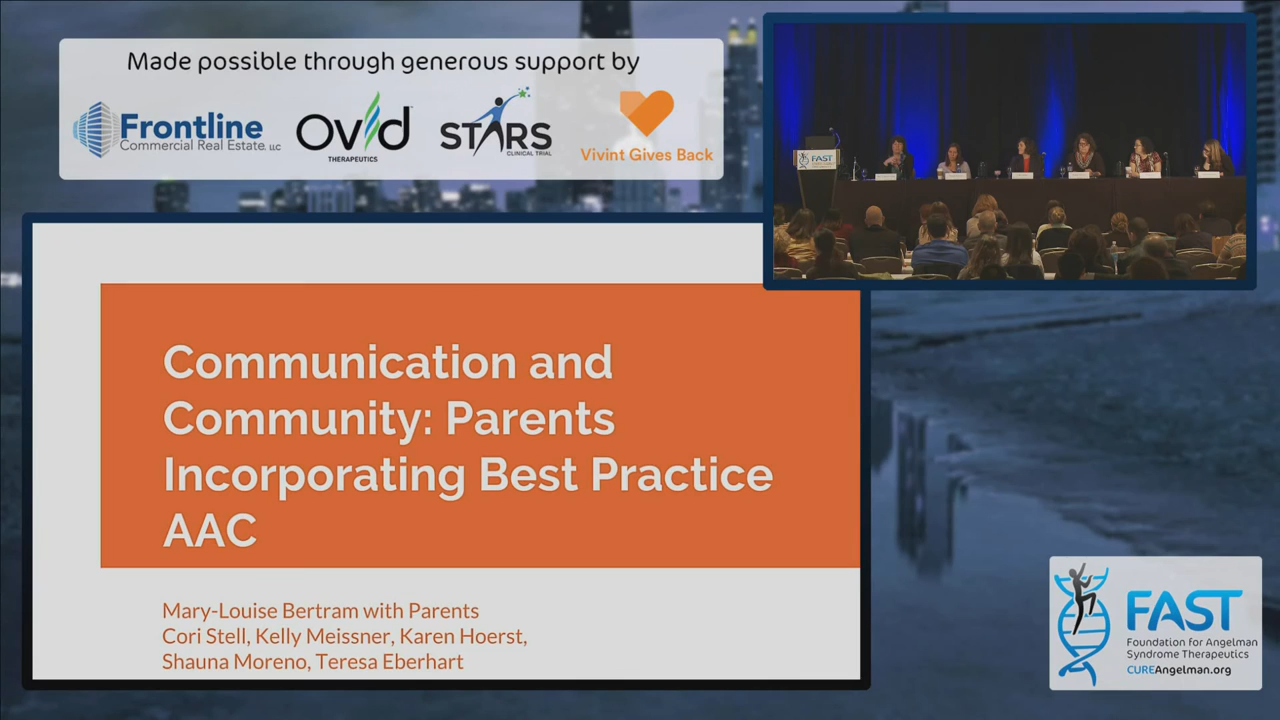 Made possible through generous support by
Frontline
Commercial Real Estate, LLC
OVID
THERAPEUTICS
STARS
CLINICAL TRIAL
Vivint Gives Back
FAST
Communication and
Community: Parents
Incorporating Best Practice
AAC
Mary-Louise Bertram with Parents
Cori Stell, Kelly Meissner, Karen Hoerst,
Shauna Moreno, Teresa Eberhart
FAST
Foundation for Angelman
Syndrome Therapeutics
CUREAngelman.org